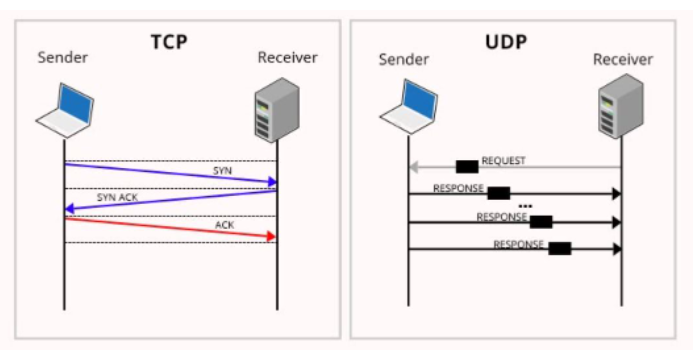 TCP
Sender
Receiver
SYN
SYN ACK
ACK
UDP
Sender
Receiver
REQUEST
RESPONSE
...
RESPONSE
RESPONSE